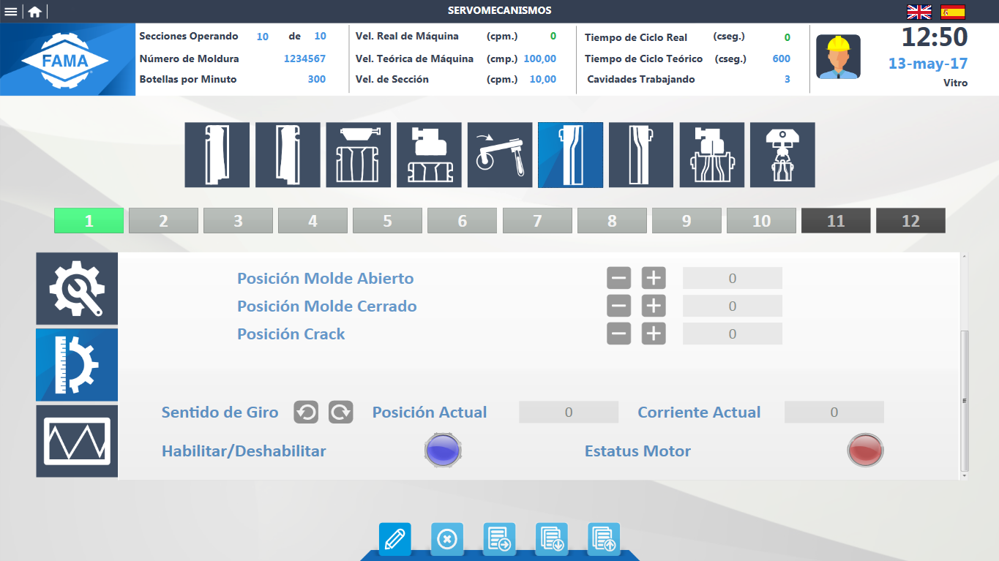 SERVOMECANISMOS
FAMA
Secciones Operando 10 de 10
Número de Moldura 1234567
Botellas por Minuto 300
Vel. Real de Máquina (cpm.) 0
Vel. Teórica de Máquina (cmp.) 100,00
Vel. de Sección (cpm.) 10,00
Tiempo de Ciclo Real (cseg.) 0
Tiempo de Ciclo Teórico (cseg.) 600
Cavidades Trabajando 3
12:50
13-may-17
Vitro
1 2 3 4 5 6 7 8 9 10 11 12
Posición Molde Abierto 0
Posición Molde Cerrado 0
Posición Crack 0
Sentido de Giro Posición Actual 0 Corriente Actual 0
Habilitar/Deshabilitar Estatus Motor